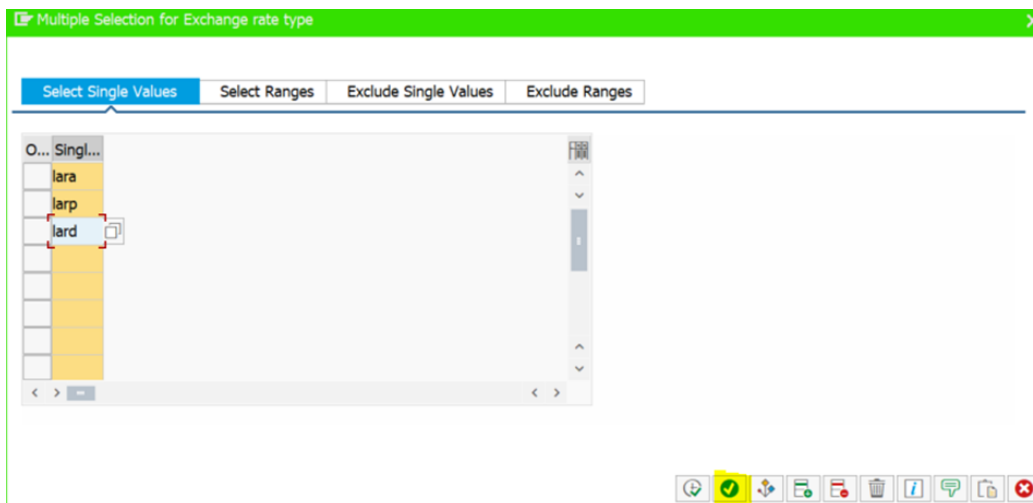 Multiple Selection for Exchange rate type
Select Single Values Select Ranges Exclude Single Values Exclude Ranges
O... Singl...
lara
larp
lard